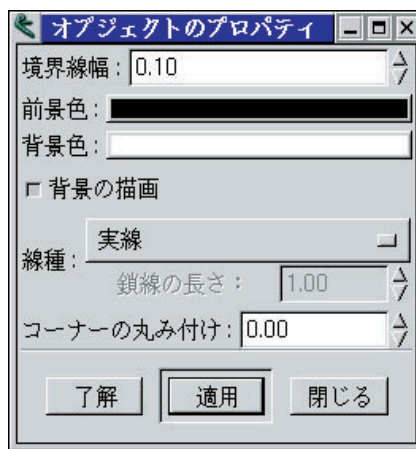 オブジェクトのプロパティ
境界線幅： 0.10
前景色：
背景色：
背景の描画
線種： 実線
鎖線の長さ： 1.00
コーナーの丸み付け： 0.00
了解 適用 閉じる